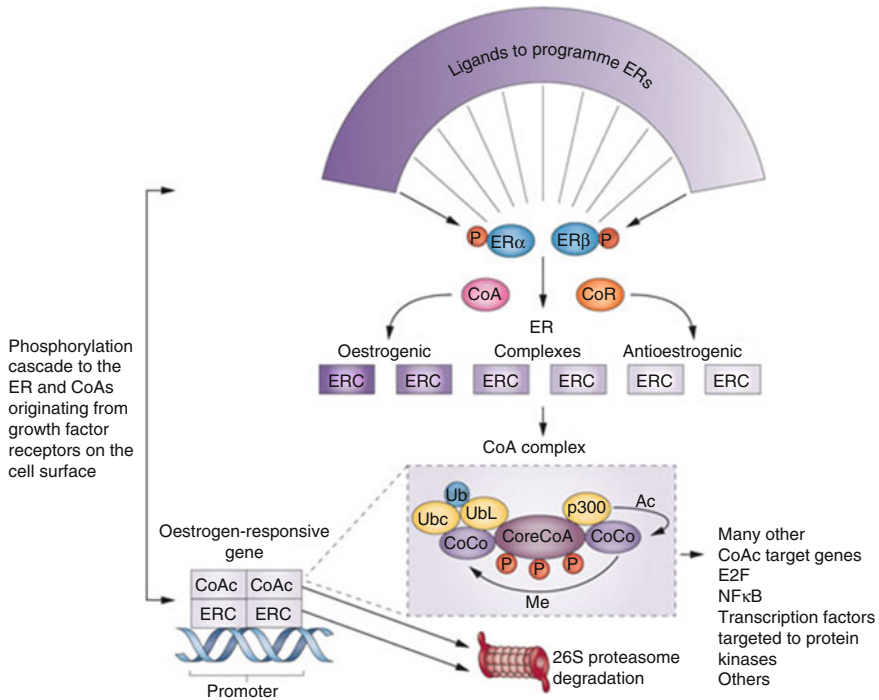 Ligands to programme ERs
P
ERα
ERβ
P
CoA
CoR
ER
Oestrogenic
Complexes
Antioestrogenic
ERC
ERC
ERC
ERC
ERC
ERC
Phosphorylation
cascade to the
ER and CoAs
originating from
growth factor
receptors on the
cell surface
CoA complex
Ub
Ubc
UbL
CoCo
CoreCoA
p300
CoCo
Ac
P
P
P
Me
Oestrogen-responsive
gene
CoAc
CoAc
ERC
ERC
Promoter
26S proteasome
degradation
Many other
CoAc target genes
E2F
NFκB
Transcription factors
targeted to protein
kinases
Others